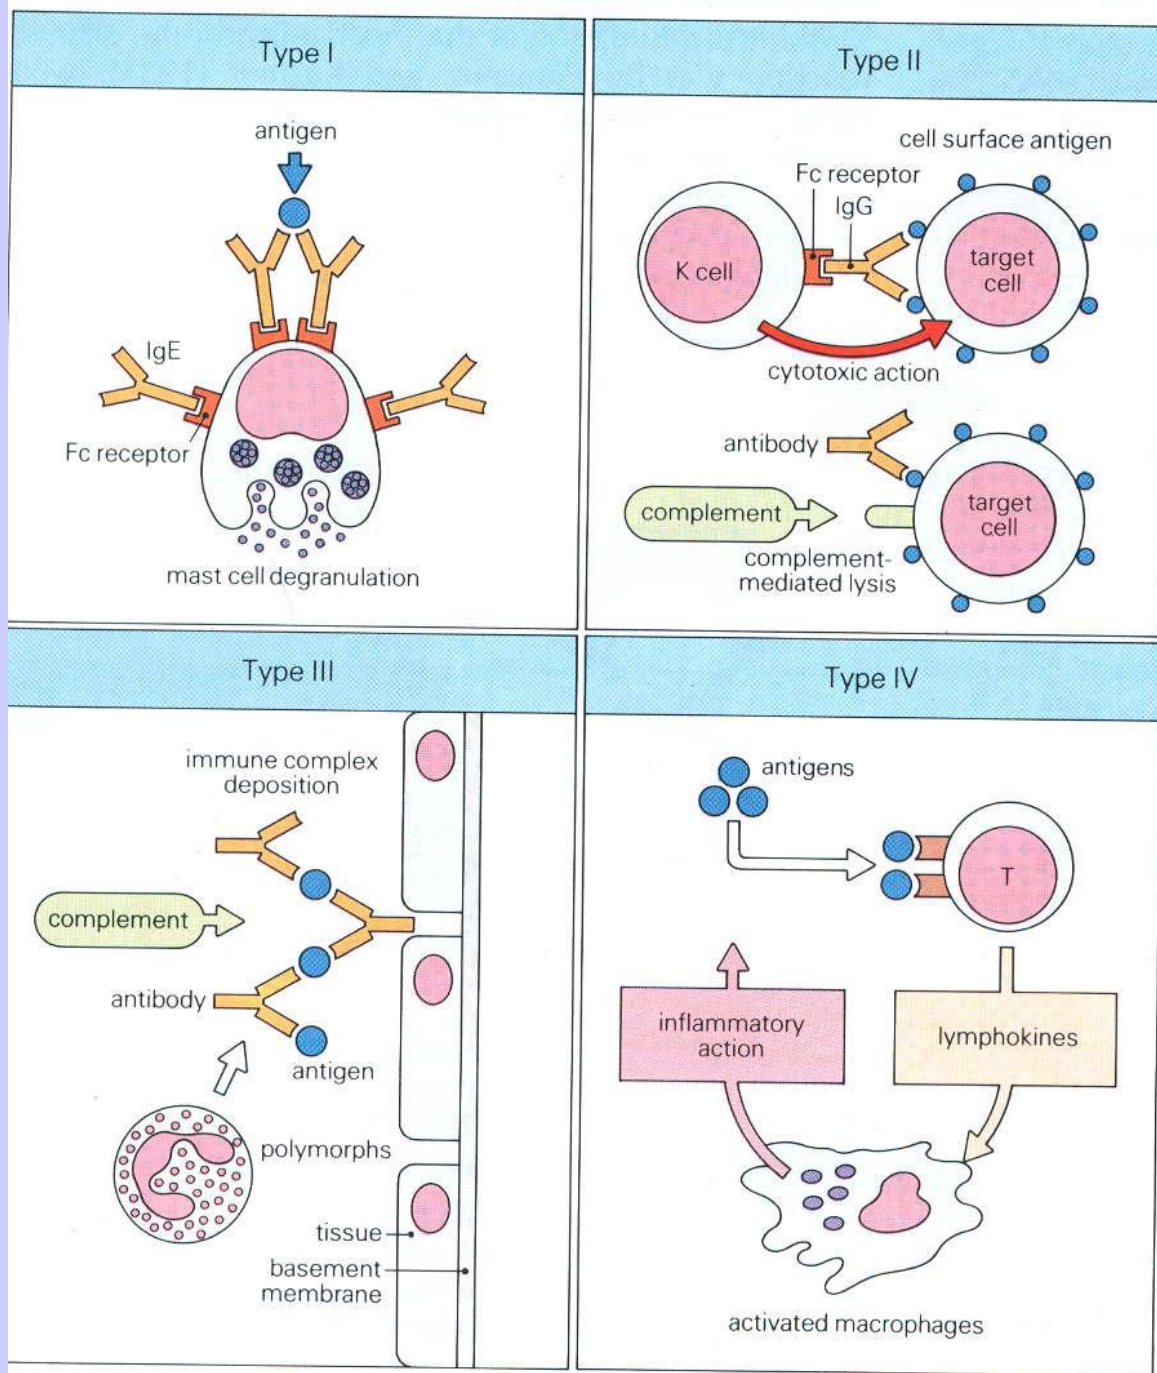 Type I
antigen
IgE
Fc receptor
mast cell degranulation
Type II
cell surface antigen
Fc receptor
IgG
K cell
target
cell
cytotoxic action
antibody
complement
target
cell
complement-
mediated lysis
Type III
immune complex
deposition
complement
antibody
antigen
polymorphs
tissue
basement
membrane
Type IV
antigens
T
inflammatory
action
lymphokines
activated macrophages